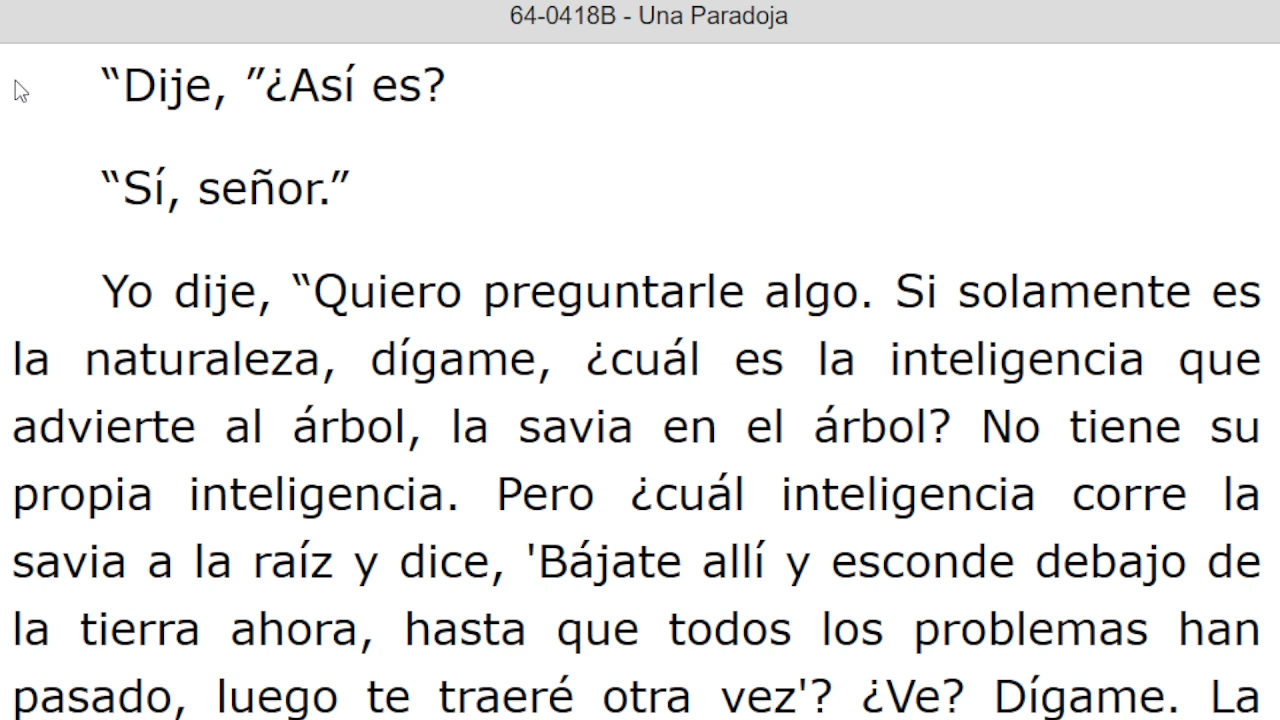 64-0418B - Una Paradoja
“Dije, ”¿Así es?
“Sí, señor.”
Yo dije, “Quiero preguntarle algo. Si solamente es
la naturaleza, dígame, ¿cuál es la inteligencia que
advierte al árbol, la savia en el árbol? No tiene su
propia inteligencia. Pero ¿cuál inteligencia corre la
savia a la raíz y dice, 'Bájate allí y esconde debajo de
la tierra ahora, hasta que todos los problemas han
pasado, luego te traeré otra vez'? ¿Ve? Dígame. La